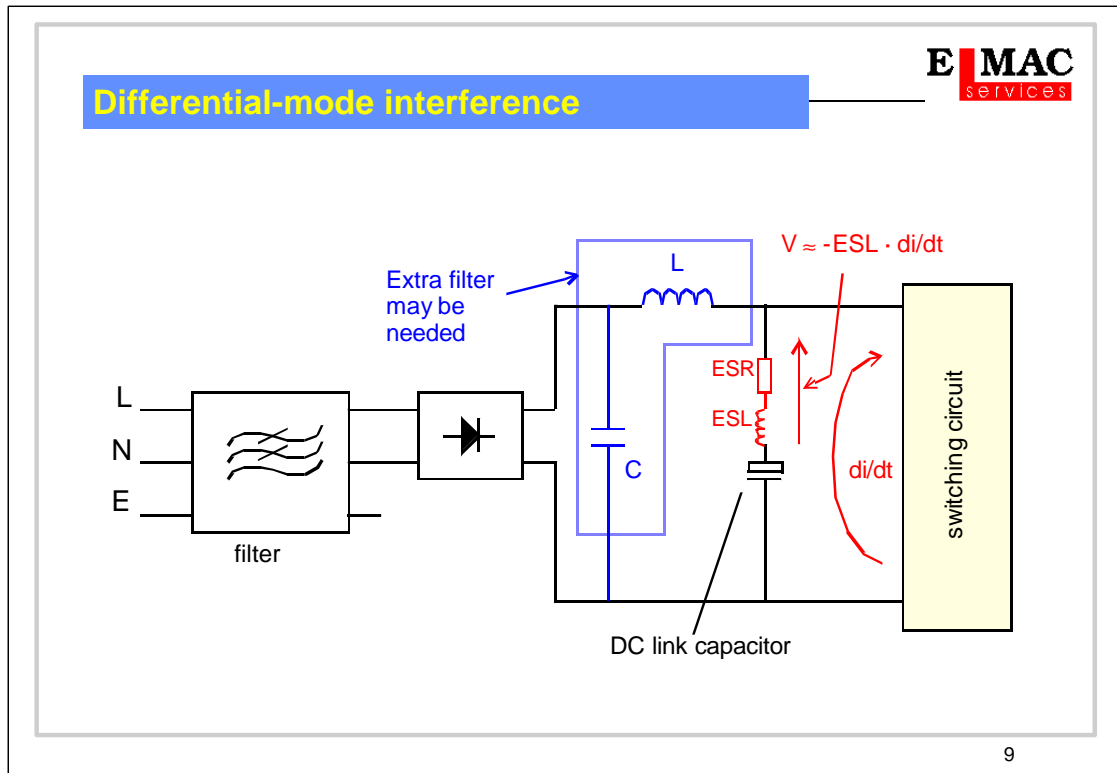 E MAC
services
Differential-mode interference
V ≈ -ESL · di/dt
Extra filter
may be
needed
L
ESR
ESL
L
N
E
C
di/dt
switching circuit
filter
DC link capacitor
9